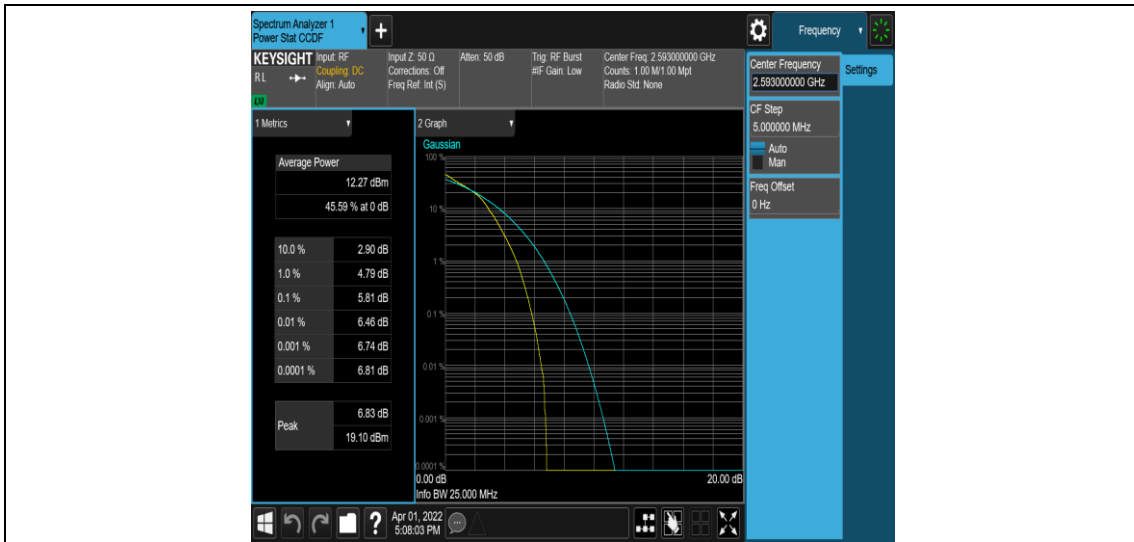 Spectrum Analyzer 1
Power Stat CCDF
+
Frequency
KEYSIGHT
RL
LXI
Input: RF
Coupling: DC
Align: Auto
Input Z: 50 Ω
Corrections: Off
Freq Ref: Int (S)
Atten: 50 dB
Trig: RF Burst
#IF Gain: Low
Center Freq: 2.593000000 GHz
Counts: 1.00 M/1.00 Mpt
Radio Std: None
Center Frequency
2.593000000 GHz
Settings
CF Step
5.000000 MHz
Auto
Man
Freq Offset
0 Hz
1 Metrics
Average Power
12.27 dBm
45.59 % at 0 dB
10.0 % 2.90 dB
1.0 % 4.79 dB
0.1 % 5.81 dB
0.01 % 6.46 dB
0.001 % 6.74 dB
0.0001 % 6.81 dB
Peak
6.83 dB
19.10 dBm
2 Graph
Gaussian
100 %
10 %
1 %
0.1 %
0.01 %
0.001 %
0.0001 %
0.00 dB 20.00 dB
Info BW 25.000 MHz
?
Apr 01, 2022
5:08:03 PM